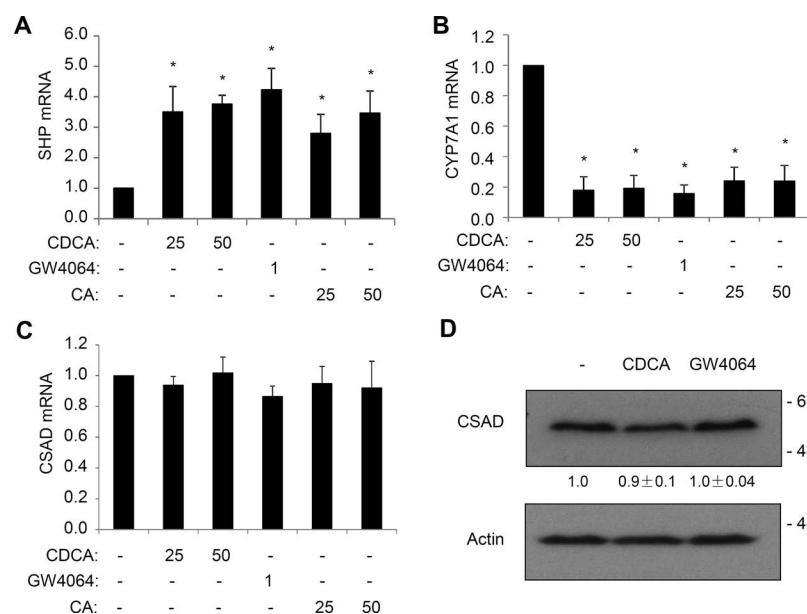 A
SHP mRNA
6.0
5.0
4.0
3.0
2.0
1.0
0.0
* * * * *
CDCA: - 25 50 - - -
GW4064: - - - 1 - -
CA: - - - - 25 50
B
CYP7A1 mRNA
1.2
1.0
0.8
0.6
0.4
0.2
0.0
* * * * *
CDCA: - 25 50 - - -
GW4064: - - - 1 - -
CA: - - - - 25 50
C
CSAD mRNA
1.2
1.0
0.8
0.6
0.4
0.2
0.0
CDCA: - 25 50 - - -
GW4064: - - - 1 - -
CA: - - - - 25 50
D
- CDCA GW4064
CSAD
- 6
- 4
1.0 0.9±0.1 1.0±0.04
Actin
- 4